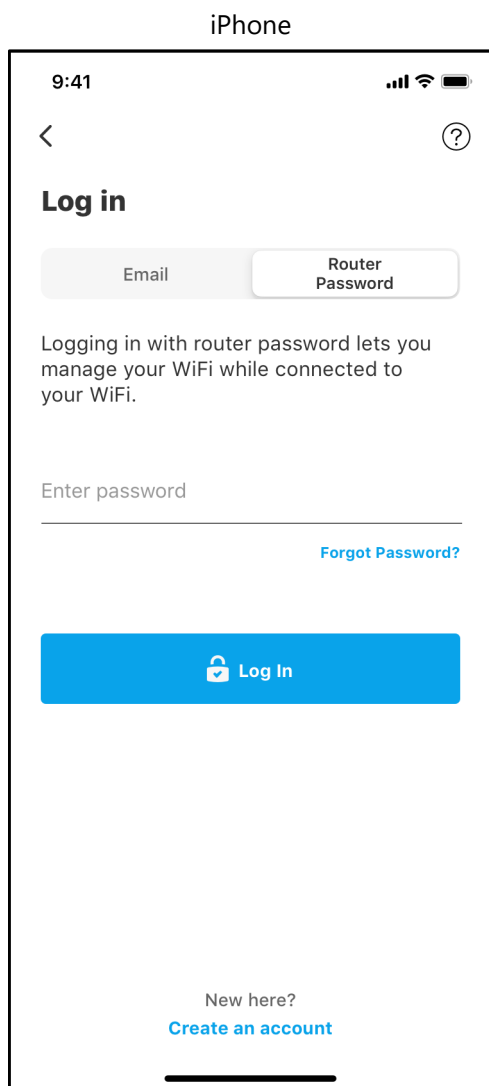 iPhone
9:41
Log in
Email
Router
Password
Logging in with router password lets you
manage your WiFi while connected to
your WiFi.
Enter password
Forgot Password?
Log In
New here?
Create an account